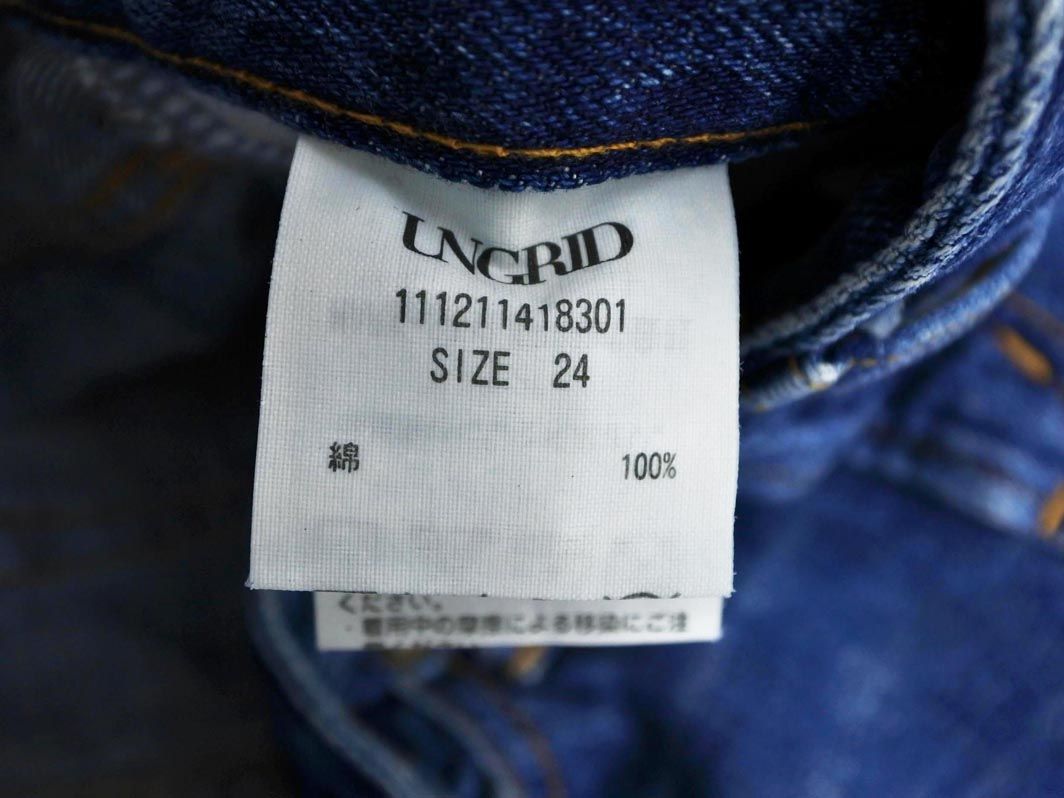 UNGRID
111211418301
SIZE 24
綿 100%
ください。
・着用中の摩擦による移染にご注